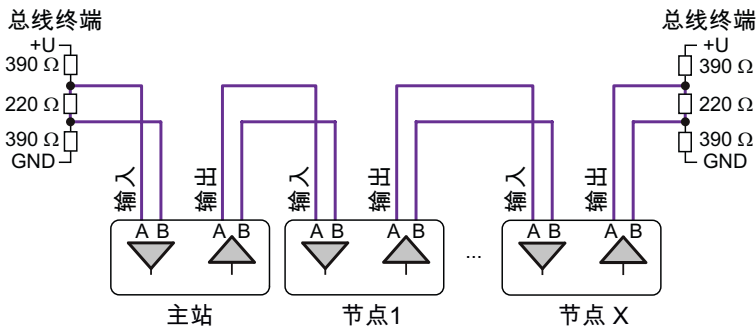 总线终端
总线终端
+U
+U
390 Ω
390 Ω
220 Ω
220 Ω
390 Ω
390 Ω
GND
GND
输入 输出 输入 输出 输入 输出
A B A B A B A B A B A B
...
主站 节点1 节点 X